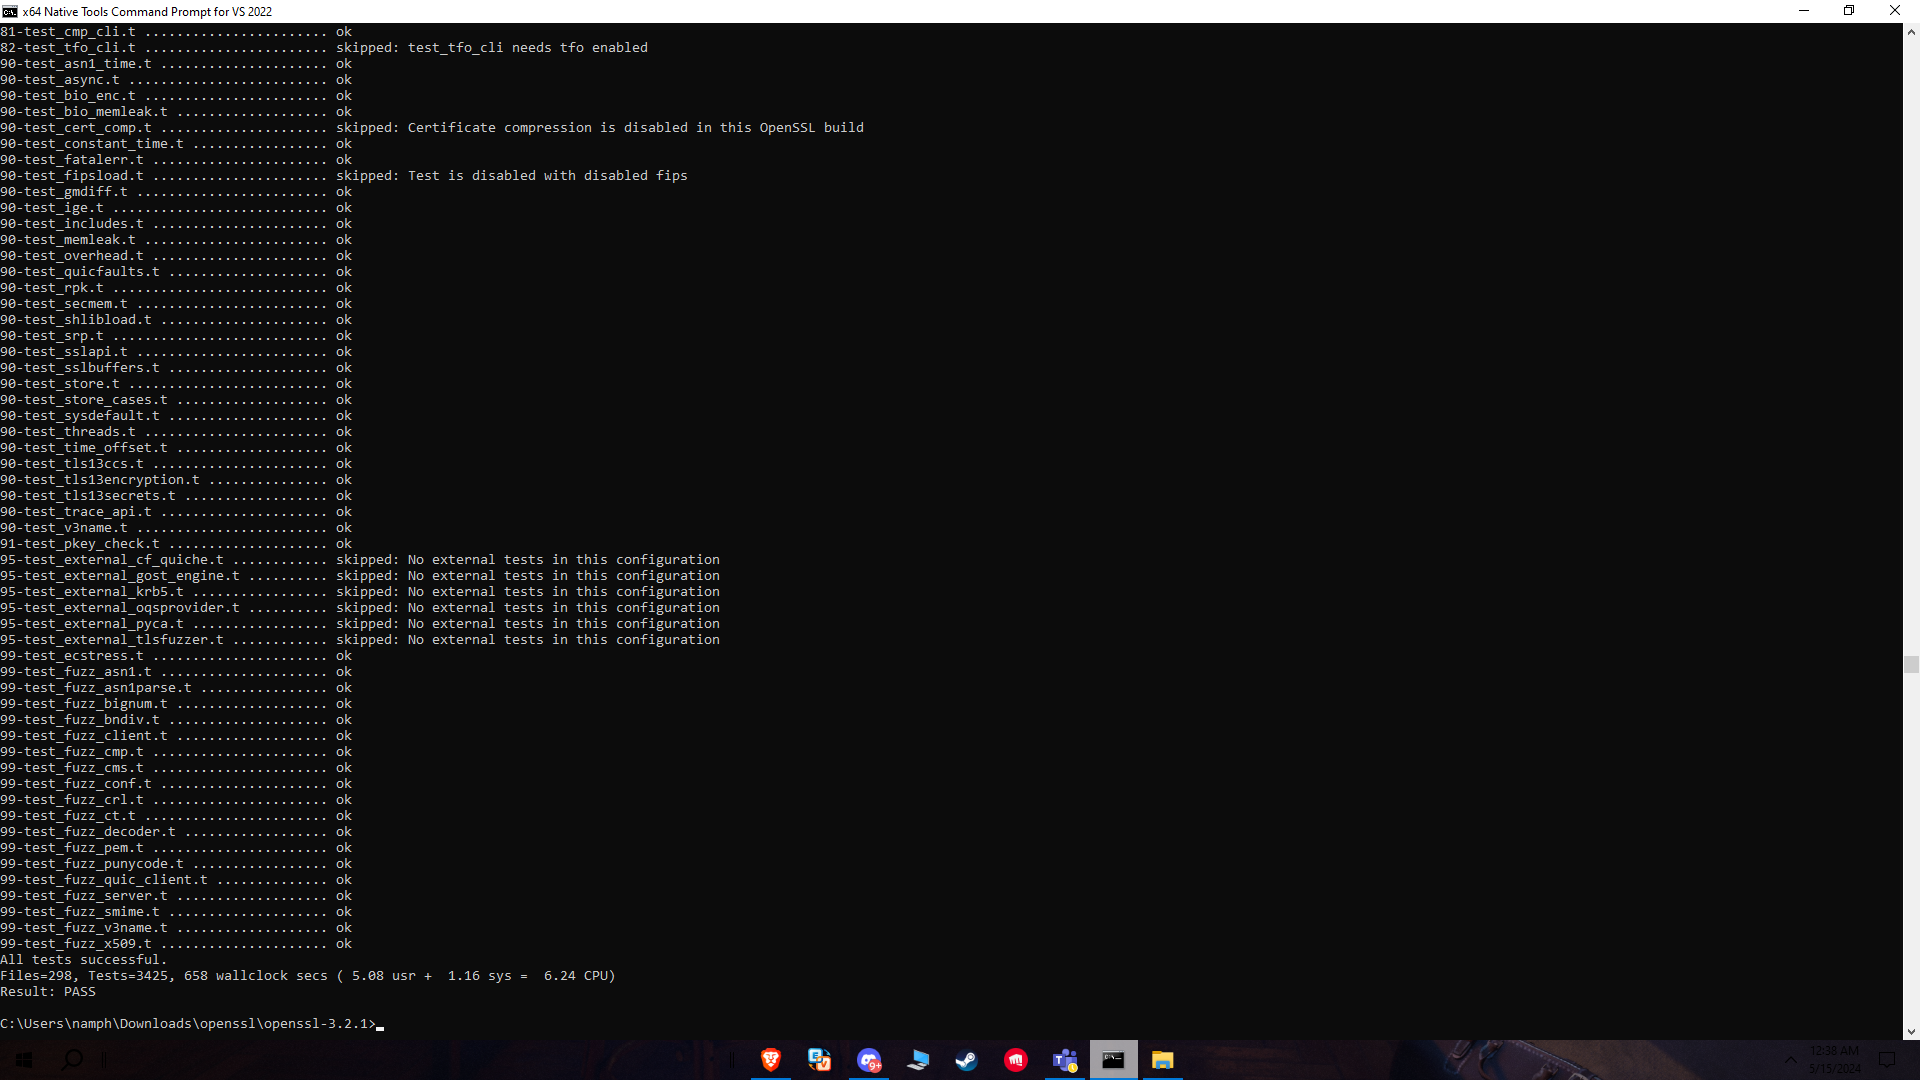 x64 Native Tools Command Prompt for VS 2022
81-test_cmp_cli.t ....................... ok
82-test_tfo_cli.t ....................... skipped: test_tfo_cli needs tfo enabled
90-test_asn1_time.t ..................... ok
90-test_async.t ......................... ok
90-test_bio_enc.t ....................... ok
90-test_bio_memleak.t ................... ok
90-test_cert_comp.t ..................... skipped: Certificate compression is disabled in this OpenSSL build
90-test_constant_time.t ................. ok
90-test_fatalerr.t ...................... ok
90-test_fipsload.t ...................... skipped: Test is disabled with disabled fips
90-test_gmdiff.t ........................ ok
90-test_ige.t ........................... ok
90-test_includes.t ...................... ok
90-test_memleak.t ....................... ok
90-test_overhead.t ...................... ok
90-test_quicfaults.t .................... ok
90-test_rpk.t ........................... ok
90-test_secmem.t ........................ ok
90-test_shlibload.t ..................... ok
90-test_srp.t ........................... ok
90-test_sslapi.t ........................ ok
90-test_sslbuffers.t .................... ok
90-test_store.t ......................... ok
90-test_store_cases.t ................... ok
90-test_sysdefault.t .................... ok
90-test_threads.t ....................... ok
90-test_time_offset.t ................... ok
90-test_tls13ccs.t ...................... ok
90-test_tls13encryption.t ............... ok
90-test_tls13secrets.t .................. ok
90-test_trace_api.t ..................... ok
90-test_v3name.t ........................ ok
91-test_pkey_check.t .................... ok
95-test_external_cf_quiche.t ............ skipped: No external tests in this configuration
95-test_external_gost_engine.t .......... skipped: No external tests in this configuration
95-test_external_krb5.t ................. skipped: No external tests in this configuration
95-test_external_oqsprovider.t .......... skipped: No external tests in this configuration
95-test_external_pyca.t ................. skipped: No external tests in this configuration
95-test_external_tlsfuzzer.t ............ skipped: No external tests in this configuration
99-test_ecstress.t ...................... ok
99-test_fuzz_asn1.t ..................... ok
99-test_fuzz_asn1parse.t ................ ok
99-test_fuzz_bignum.t ................... ok
99-test_fuzz_bndiv.t .................... ok
99-test_fuzz_client.t ................... ok
99-test_fuzz_cmp.t ...................... ok
99-test_fuzz_cms.t ...................... ok
99-test_fuzz_conf.t ..................... ok
99-test_fuzz_crl.t ...................... ok
99-test_fuzz_ct.t ....................... ok
99-test_fuzz_decoder.t .................. ok
99-test_fuzz_pem.t ...................... ok
99-test_fuzz_punycode.t ................. ok
99-test_fuzz_quic_client.t .............. ok
99-test_fuzz_server.t ................... ok
99-test_fuzz_smime.t .................... ok
99-test_fuzz_v3name.t ................... ok
99-test_fuzz_x509.t ..................... ok
All tests successful.
Files=298, Tests=3425, 658 wallclock secs ( 5.08 usr +  1.16 sys =  6.24 CPU)
Result: PASS
C:\Users\namph\Downloads\openssl\openssl-3.2.1>
9+
12:38 AM
5/15/2024